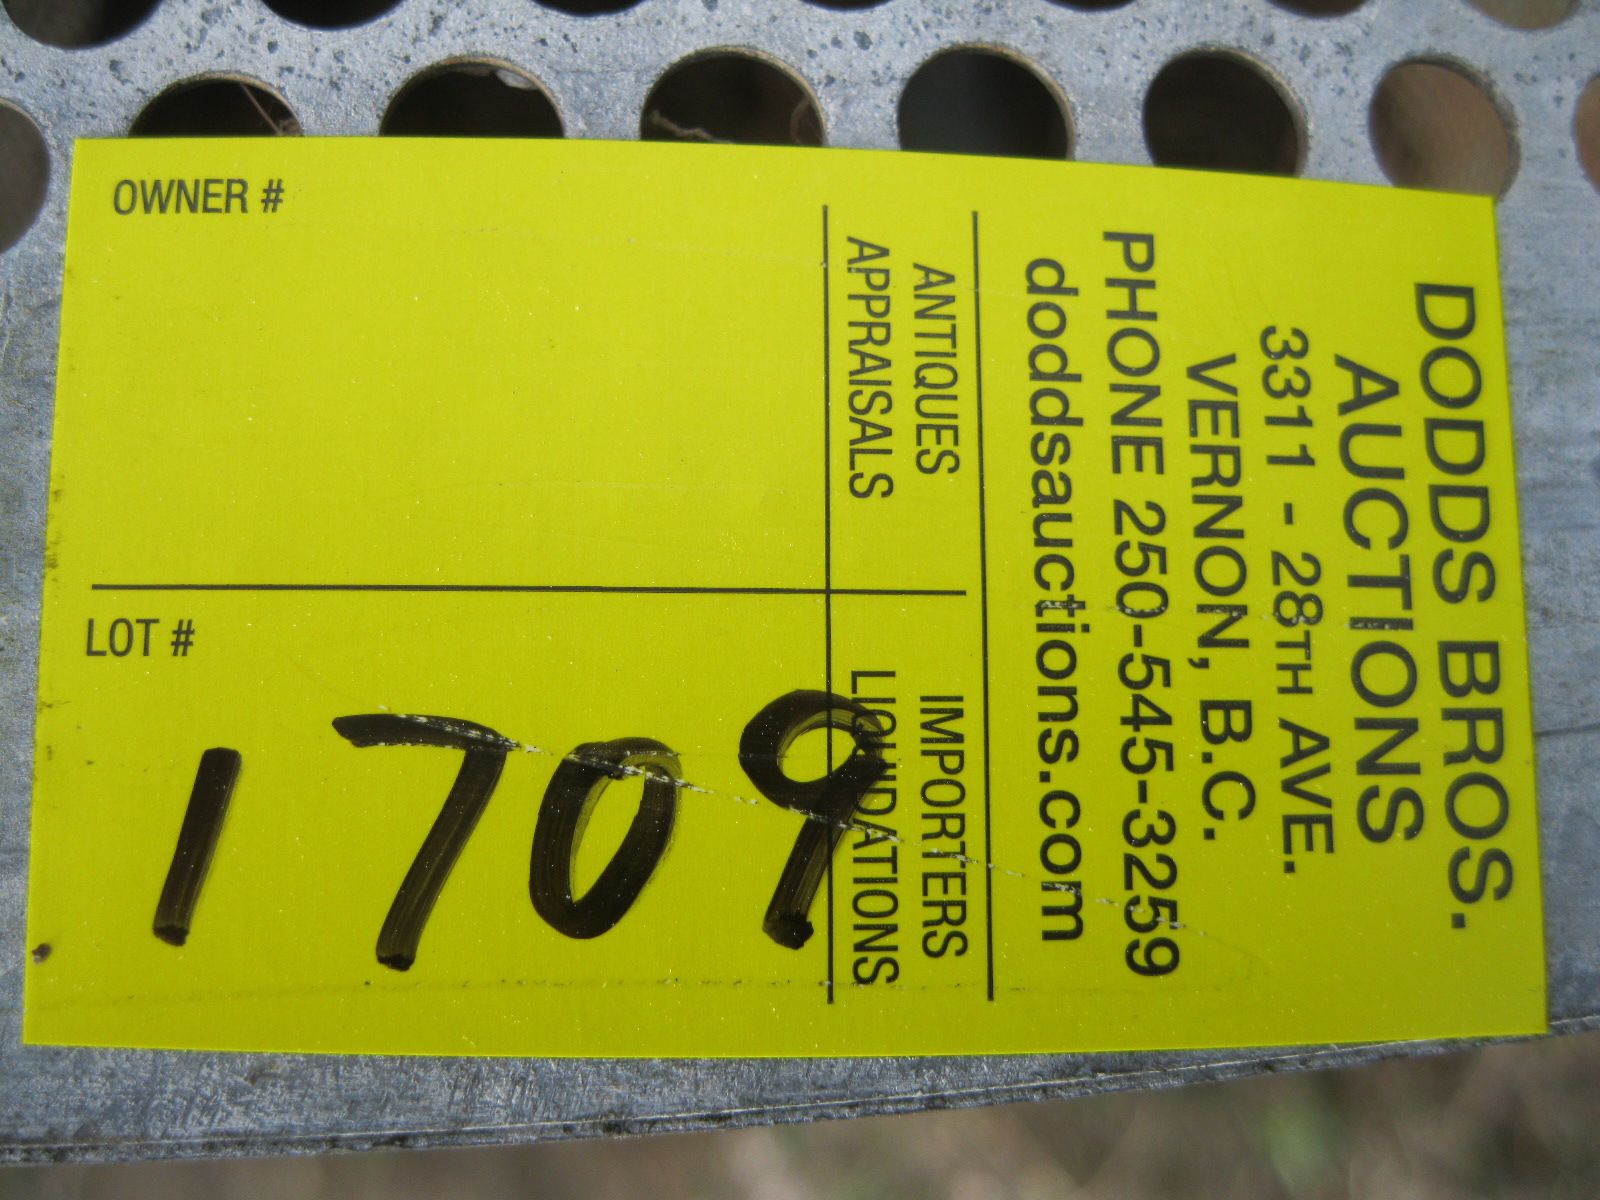 DODDS BROS.
AUCTIONS
3311 - 28TH AVE.
VERNON, B.C.
PHONE 250-545-3259
doddsauctions.com
ANTIQUES IMPORTERS
APPRAISALS LIQUIDATIONS
OWNER #
LOT #
1709